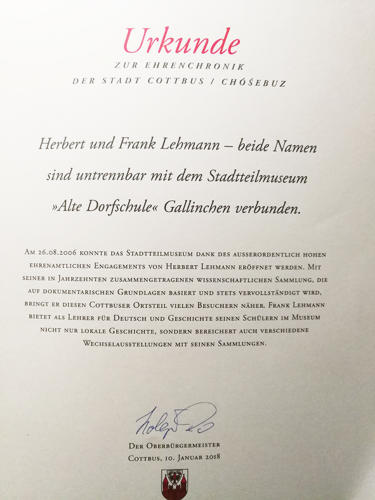 Urkunde
ZUR EHRENCHRONIK
DER STADT COTTBUS / CHÓŚEBUZ
Herbert und Frank Lehmann – beide Namen
sind untrennbar mit dem Stadtteilmuseum
»Alte Dorfschule« Gallinchen verbunden.
AM 26.08.2006 KONNTE DAS STADTTEILMUSEUM DANK DES AUSSERORDENTLICH HOHEN
EHRENAMTLICHEN ENGAGEMENTS VON HERBERT LEHMANN ERÖFFNET WERDEN. MIT
SEINER IN JAHRZEHNTEN ZUSAMMENGETRAGENEN WISSENSCHAFTLICHEN SAMMLUNG, DIE
AUF DOKUMENTARISCHEN GRUNDLAGEN BASIERT UND STETS VERVOLLSTÄNDIGT WIRD,
BRINGT ER DIESEN COTTBUSER ORTSTEIL VIELEN BESUCHERN NÄHER. FRANK LEHMANN
BIETET ALS LEHRER FÜR DEUTSCH UND GESCHICHTE SEINEN SCHÜLERN IM MUSEUM
NICHT NUR LOKALE GESCHICHTE, SONDERN BEREICHERT AUCH VERSCHIEDENE
WECHSELAUSSTELLUNGEN MIT SEINEN SAMMLUNGEN.
DER OBERBÜRGERMEISTER
COTTBUS, 10. JANUAR 2018